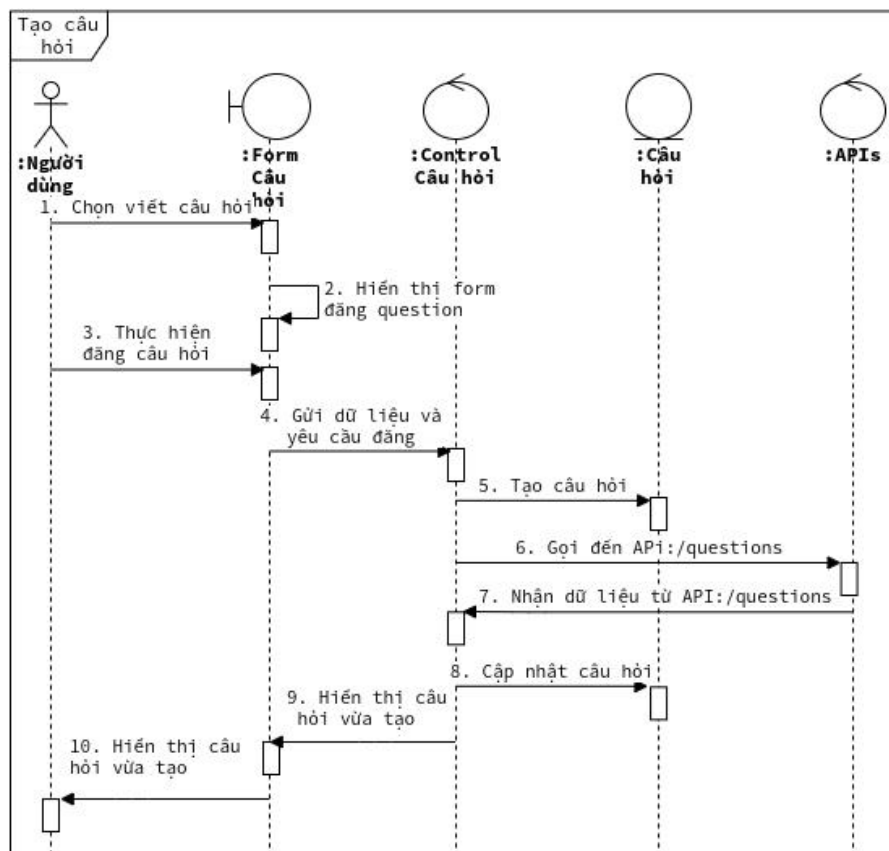 Tạo câu
hỏi
:Người
dùng
:Form
Câu
hỏi
:Control
Câu hỏi
:Câu
hỏi
:APIs
1. Chọn viết câu hỏi
2. Hiển thị form
đăng question
3. Thực hiện
đăng câu hỏi
4. Gửi dữ liệu và
yêu cầu đăng
5. Tạo câu hỏi
6. Gọi đến APi:/questions
7. Nhận dữ liệu từ API:/questions
8. Cập nhật câu hỏi
9. Hiển thị câu
hỏi vừa tạo
10. Hiển thị câu
hỏi vừa tạo